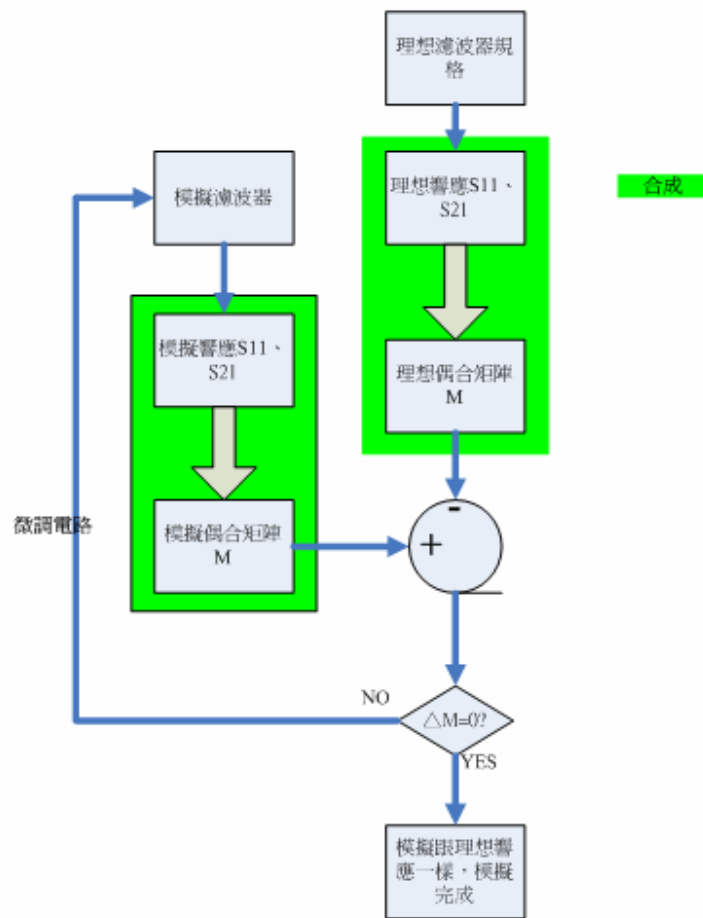 理想濾波器規
格
理想響應S11、
S21
合成
模擬濾波器
模擬響應S11、
S21
理想偶合矩陣
M
微調電路
模擬偶合矩陣
M
-
+
NO
△M=0?
YES
模擬跟理想響
應一樣，模擬
完成